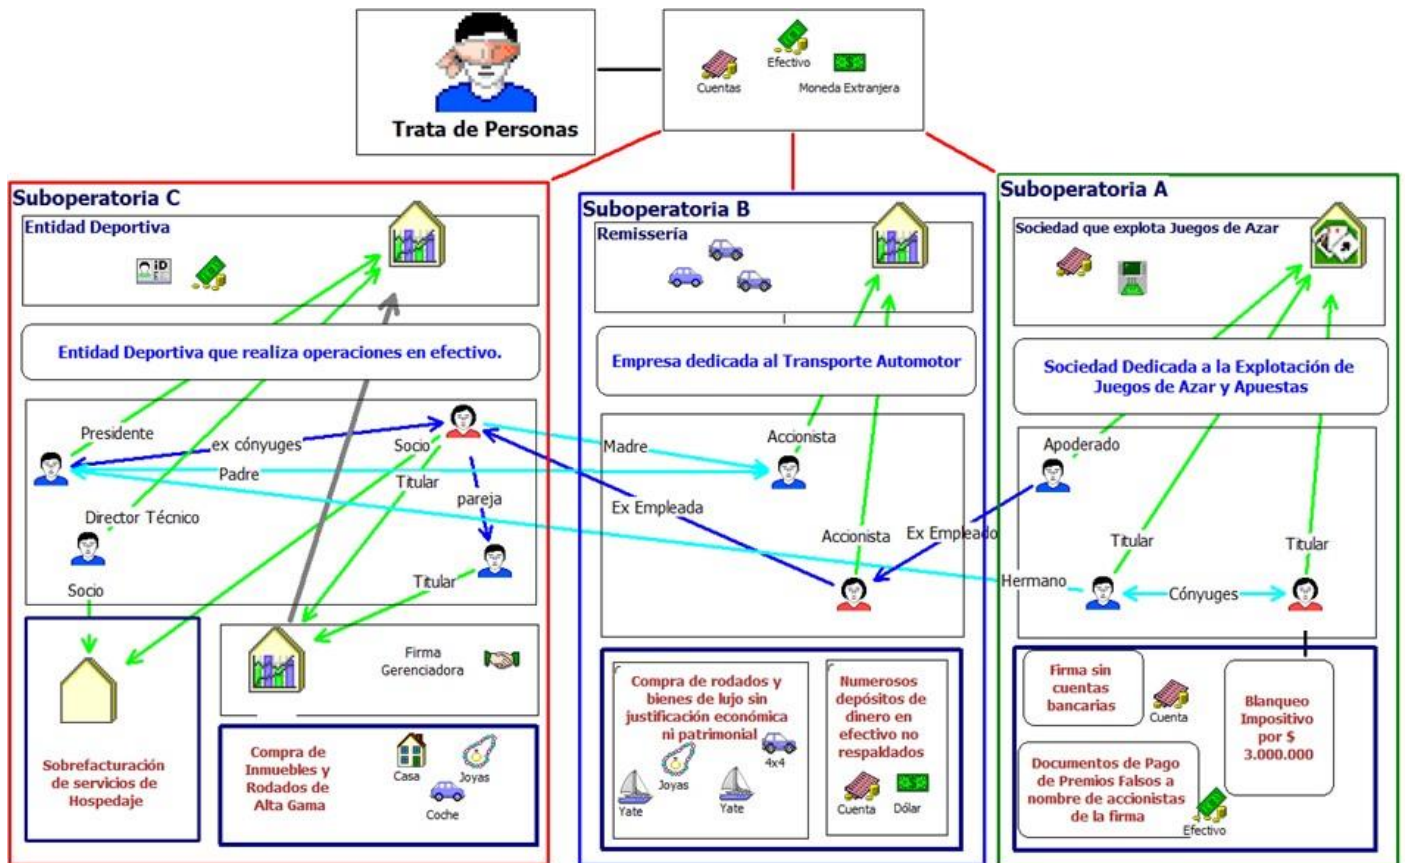 Trata de Personas
Cuentas
Efectivo
Moneda Extranjera
Suboperatoria C
Entidad Deportiva
iD
Entidad Deportiva que realiza operaciones en efectivo.
Presidente
ex cónyuges
Socio
Padre
Titular
pareja
Director Técnico
Titular
Socio
Firma
Gerenciadora
Sobrefacturación
de servicios de
Hospedaje
Compra de
Inmuebles y
Rodados de
Alta Gama
Casa
Joyas
Coche
Suboperatoria B
Remissería
Empresa dedicada al Transporte Automotor
Madre
Accionista
Ex Empleada
Accionista
Ex Empleado
Compra de rodados y
bienes de lujo sin
justificación económica
ni patrimonial
4x4
Joyas
Yate
Yate
Numerosos
depósitos de
dinero en
efectivo no
respaldados
Cuenta
Dólar
Suboperatoria A
Sociedad que explota Juegos de Azar
Sociedad Dedicada a la Explotación de
Juegos de Azar y Apuestas
Apoderado
Titular
Titular
Hermano
Cónyuges
Firma sin
cuentas
bancarias
Cuenta
Blanqueo
Impositivo
por $
3.000.000
Documentos de Pago
de Premios Falsos a
nombre de accionistas
de la firma
Efectivo